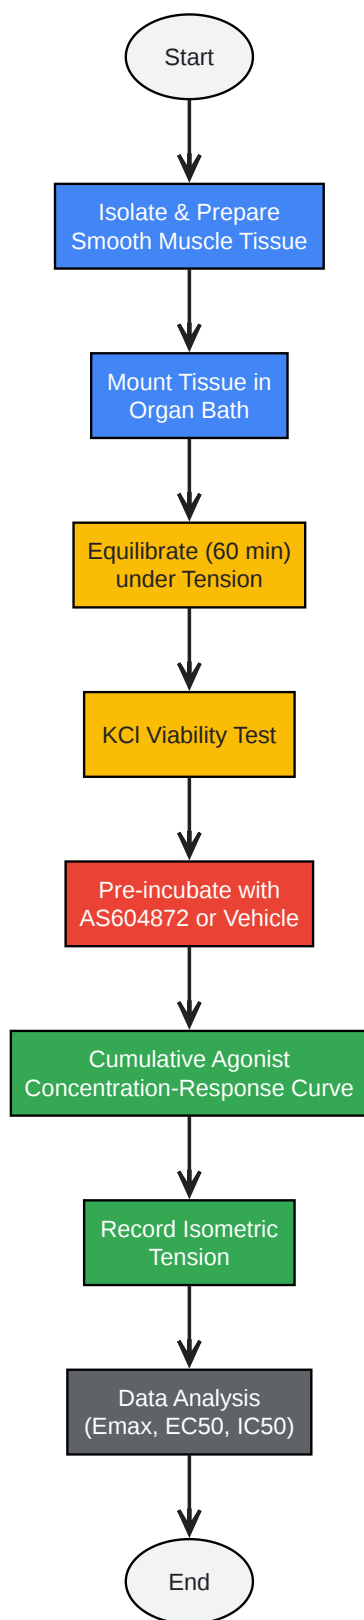 Start
Isolate & Prepare
Smooth Muscle Tissue
Mount Tissue in
Organ Bath
Equilibrate (60 min)
under Tension
KCl Viability Test
Pre-incubate with
AS604872 or Vehicle
Cumulative Agonist
Concentration-Response Curve
Record Isometric
Tension
Data Analysis
(Emax, EC50, IC50)
End